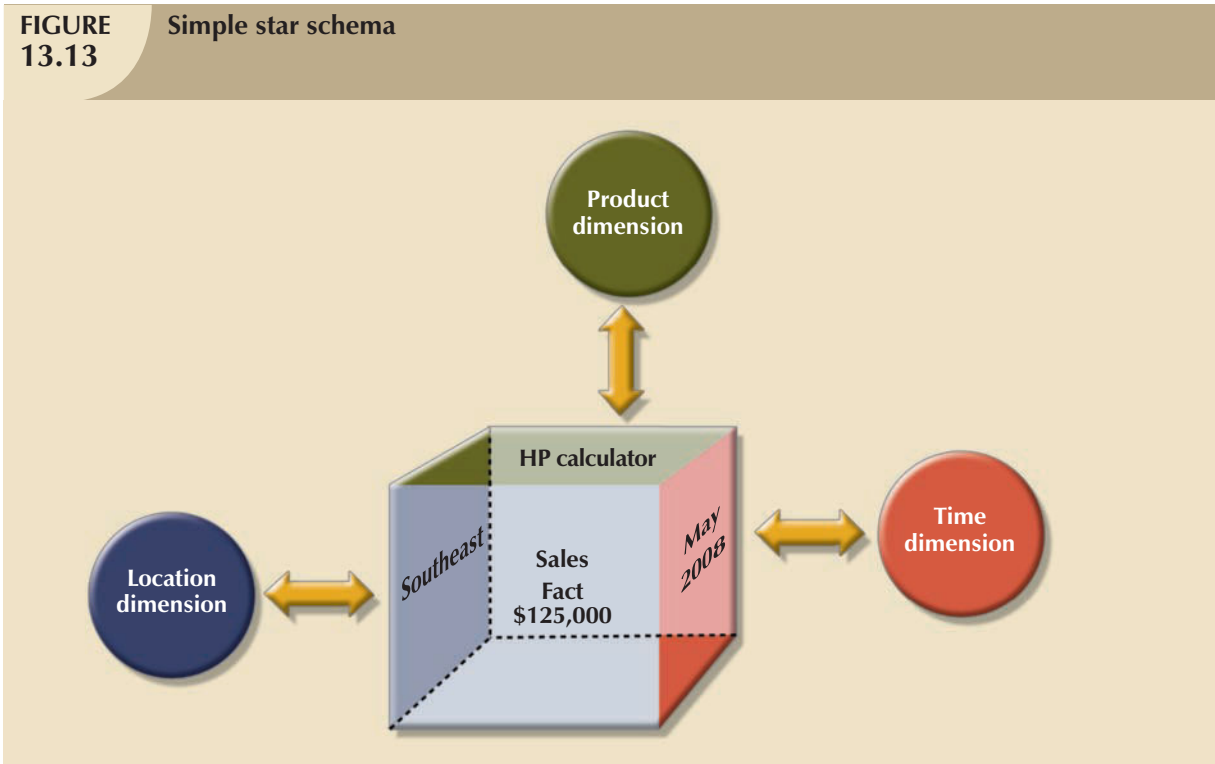 FIGURE
13.13
Simple star schema
Product
dimension
HP calculator
Southeast
Sales
Fact
$125,000
May
2008
Time
dimension
Location
dimension